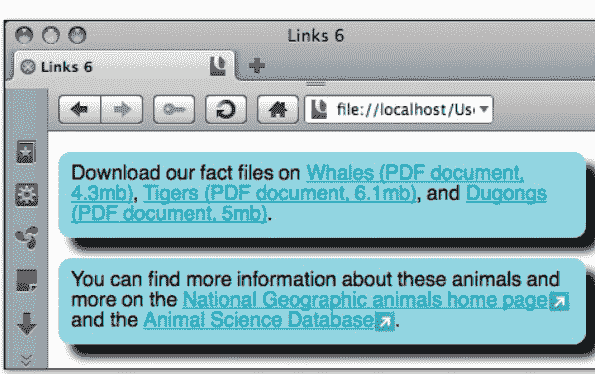 Links 6
Links 6
file://localhost/Use
Download our fact files on Whales (PDF document,
4.3mb), Tigers (PDF document, 6.1mb), and Dugongs
(PDF document, 5mb).
You can find more information about these animals and
more on the National Geographic animals home page
and the Animal Science Database.